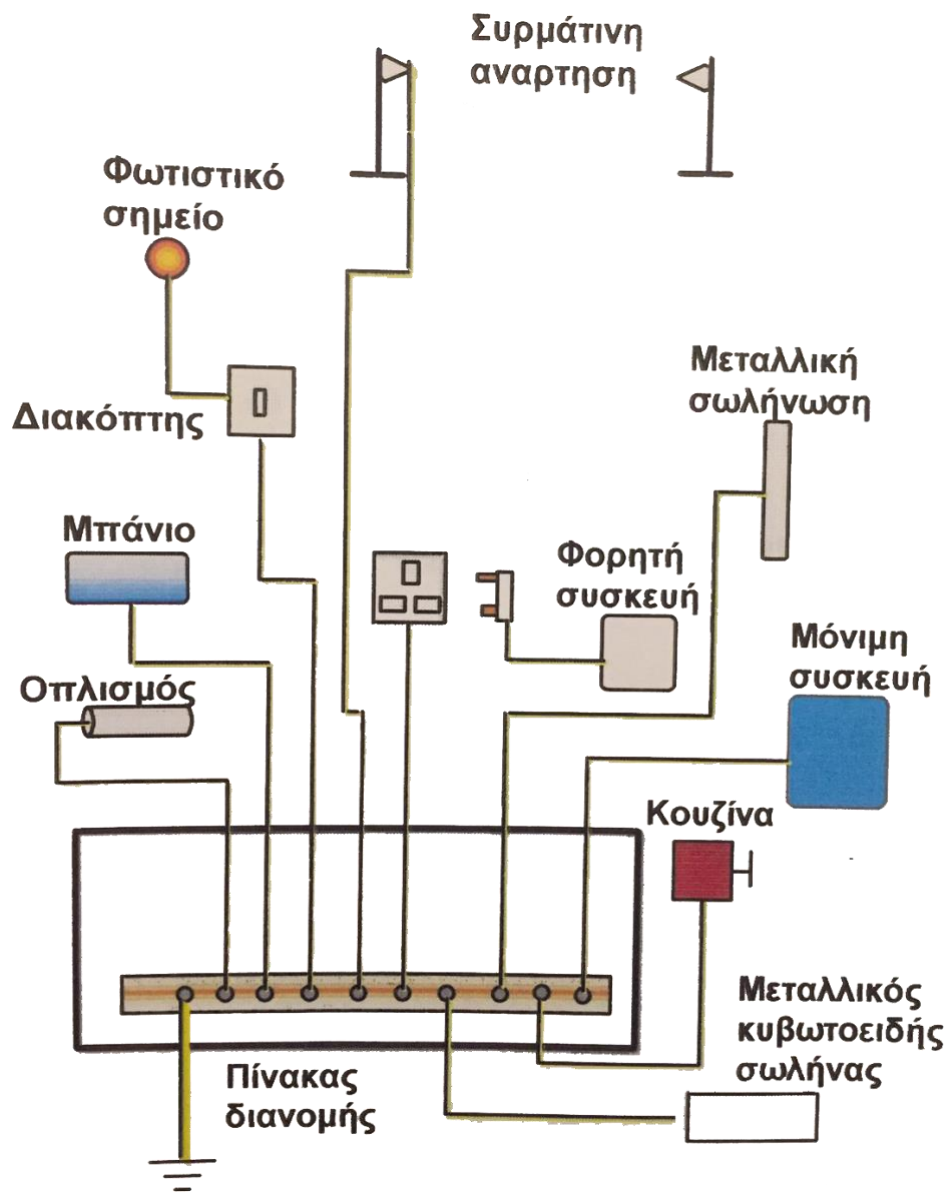 Συρμάτινη
αναρτηση
Φωτιστικό
σημείο
Μεταλλική
σωλήνωση
Διακόπτης
Μπάνιο
Φορητή
συσκευή
Μόνιμη
συσκευή
Οπλισμός
Κουζίνα
Μεταλλικός
κυβωτοειδής
σωλήνας
Πίνακας
διανομής